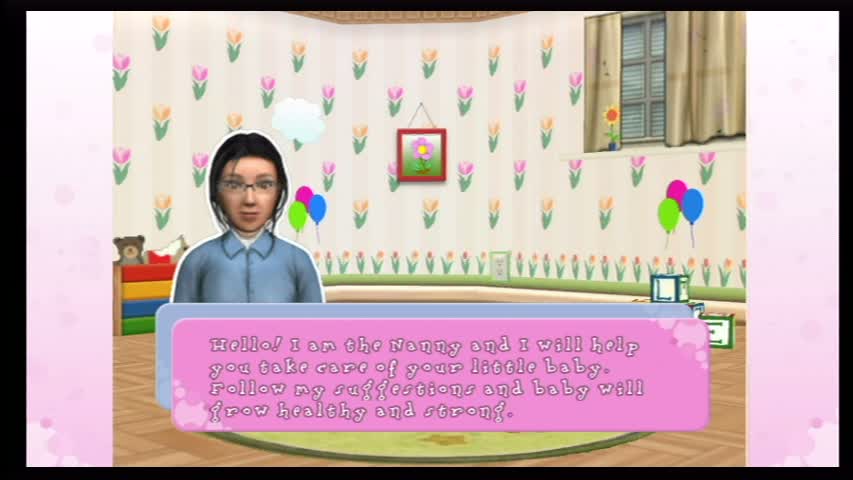 Hello! I am the Nanny and I will help
you take care of your little baby.
Follow my suggestions and baby will
grow healthy and strong.